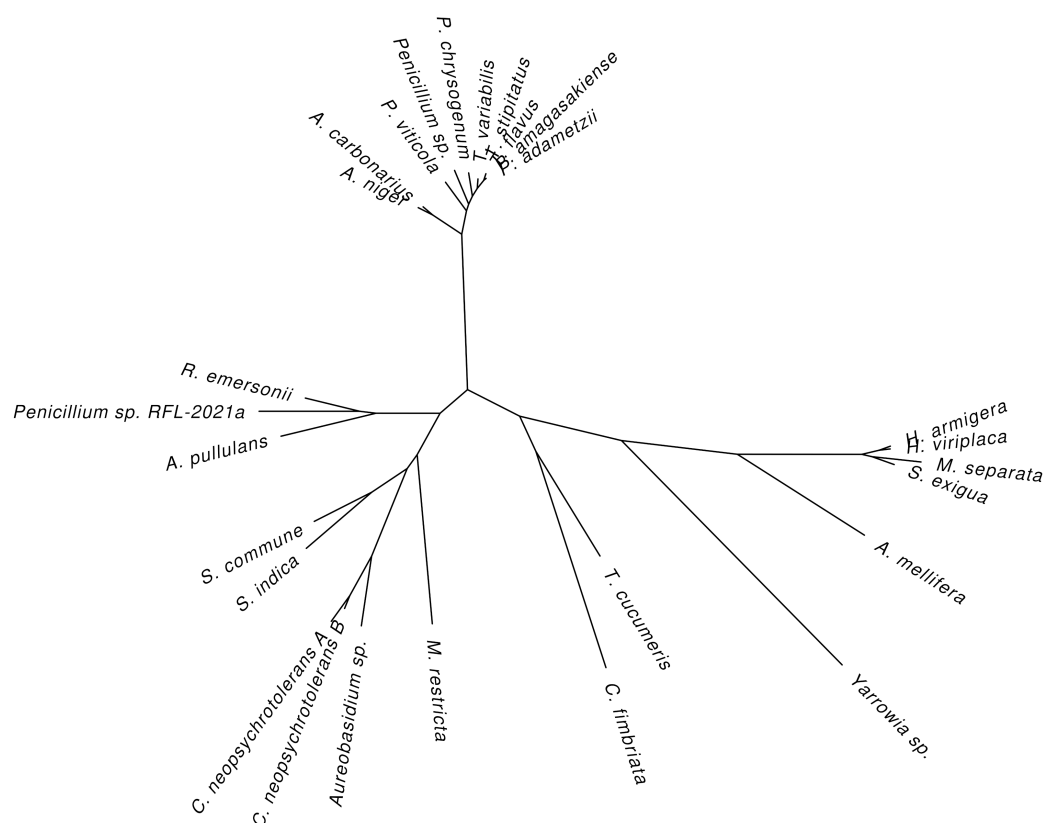 P. chrysogenum
Penicillium sp.
T. variabilis
T. stipitatus
T. flavus
P. viticola
B. adametzii
A. carbonarius
A. niger
R. emersonii
Penicillium sp. RFL-2021a
A. pullulans
H. armigera
H. viriplaca
M. separata
S. exigua
S. commune
S. indica
A. mellifera
T. cucumeris
C. neopsychrotolerans A
C. neopsychrotolerans B
Aureobasidium sp.
M. restricta
C. fimbriata
Yarrowia sp.
amagasakiense